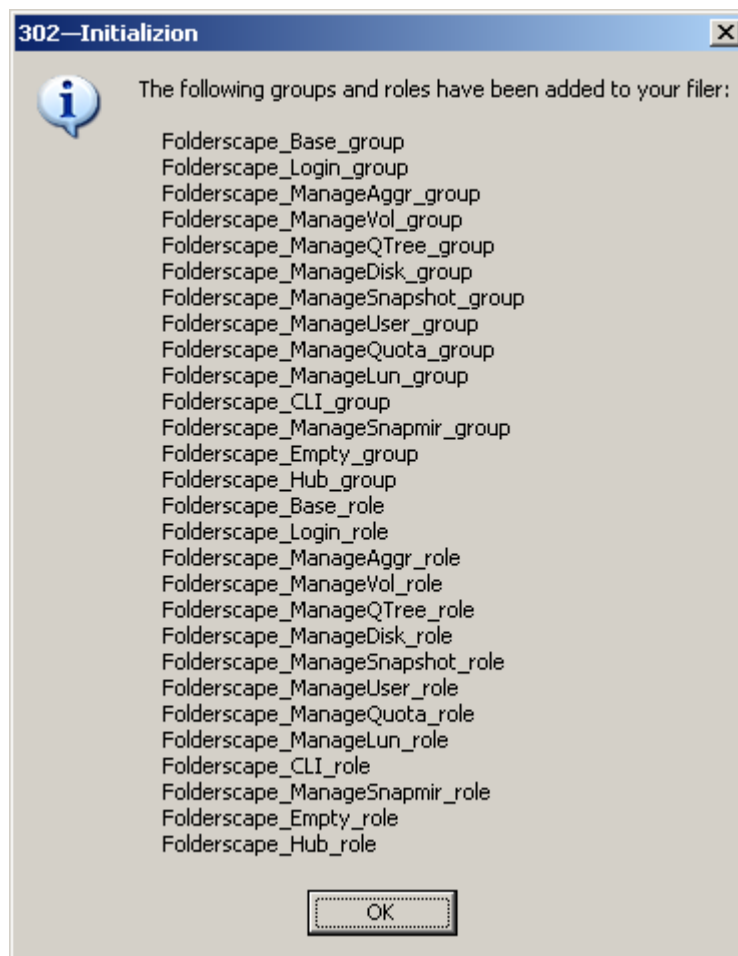 302—Initializion
The following groups and roles have been added to your filer:
Folderscape_Base_group
Folderscape_Login_group
Folderscape_ManageAggr_group
Folderscape_ManageVol_group
Folderscape_ManageQTree_group
Folderscape_ManageDisk_group
Folderscape_ManageSnapshot_group
Folderscape_ManageUser_group
Folderscape_ManageQuota_group
Folderscape_ManageLun_group
Folderscape_CLI_group
Folderscape_ManageSnapmir_group
Folderscape_Empty_group
Folderscape_Hub_group
Folderscape_Base_role
Folderscape_Login_role
Folderscape_ManageAggr_role
Folderscape_ManageVol_role
Folderscape_ManageQTree_role
Folderscape_ManageDisk_role
Folderscape_ManageSnapshot_role
Folderscape_ManageUser_role
Folderscape_ManageQuota_role
Folderscape_ManageLun_role
Folderscape_CLI_role
Folderscape_ManageSnapmir_role
Folderscape_Empty_role
Folderscape_Hub_role
OK